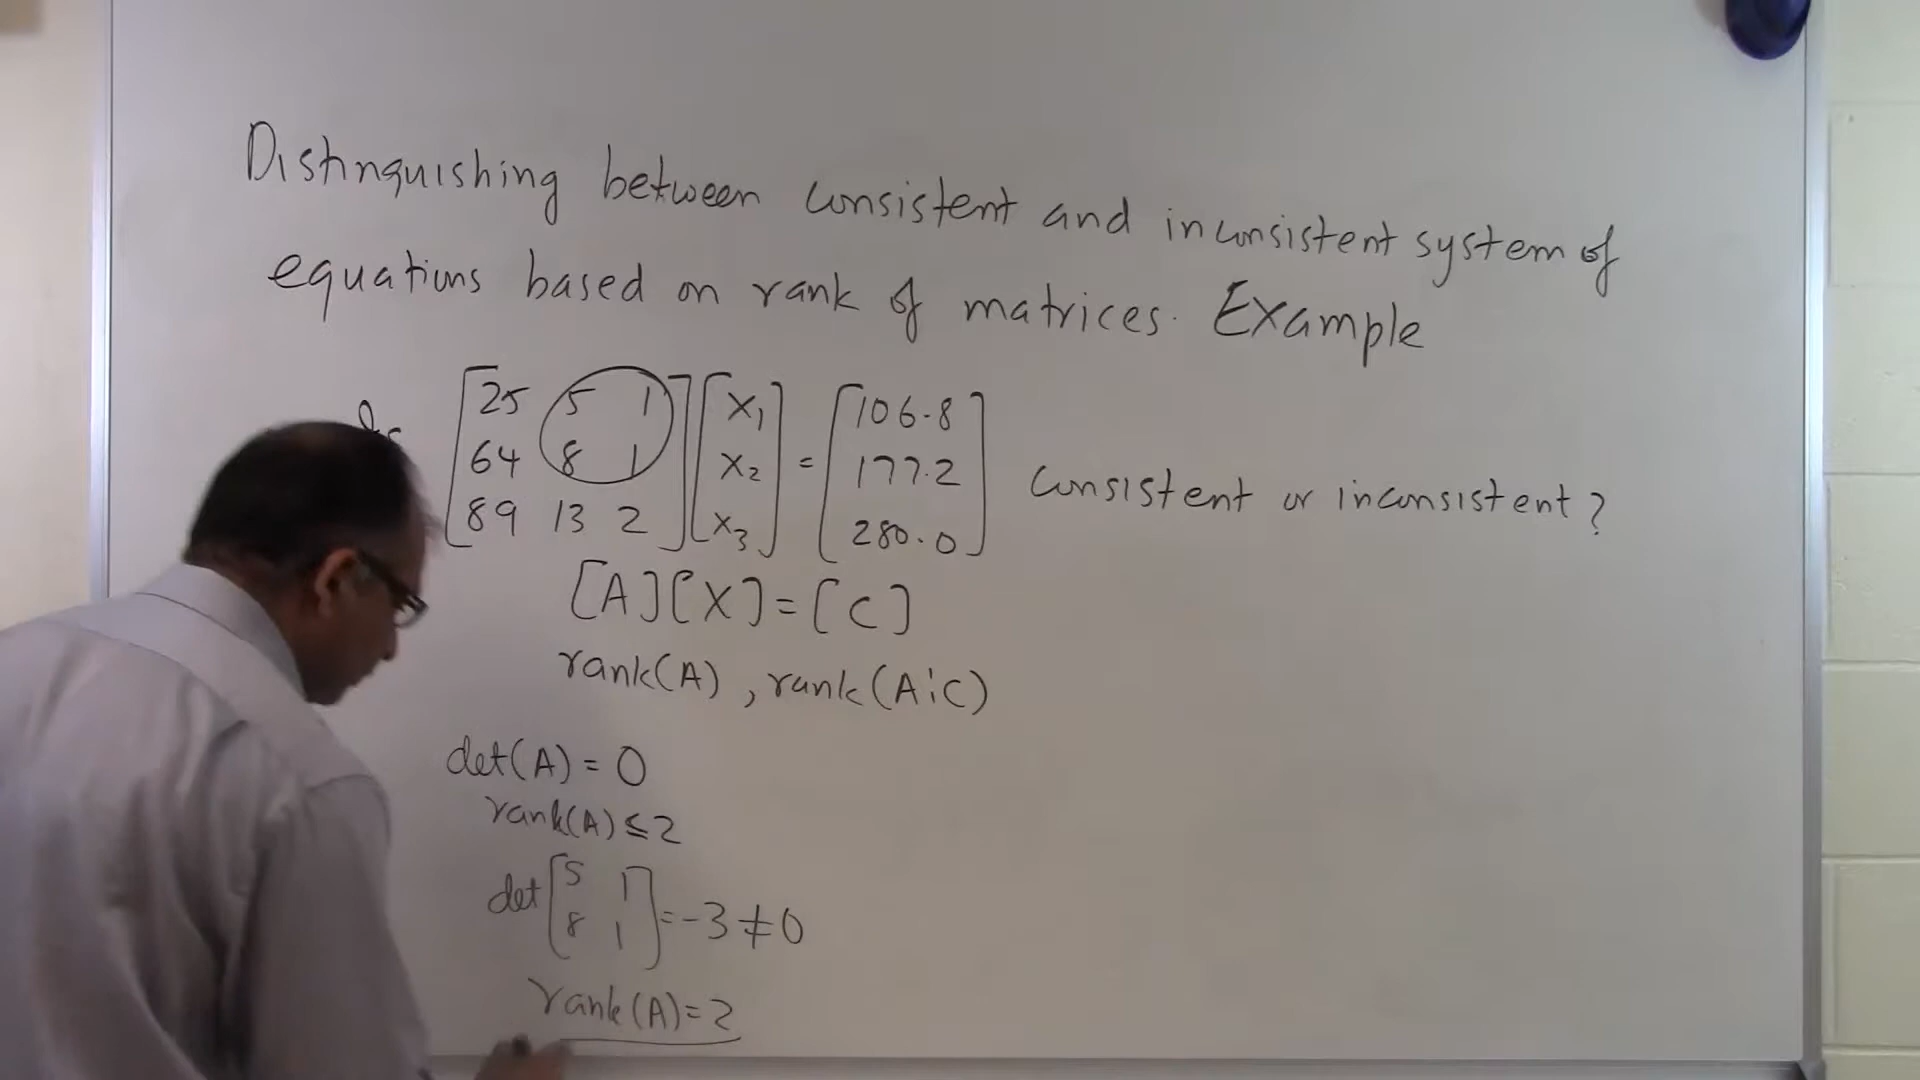 Distinguishing between consistent and inconsistent system of
equations based on rank of matrices. Example
Is [25 5 1] [x₁] = [106.8]
[64 8 1] [x₂] = [177.2] consistent or inconsistent?
[89 13 2] [x₃] [280.0]
[A][X]=[C]
rank(A), rank(A¦C)
det(A) = 0
rank(A) ≤ 2
det [5 1
8 1] = -3 ≠ 0
rank(A) = 2